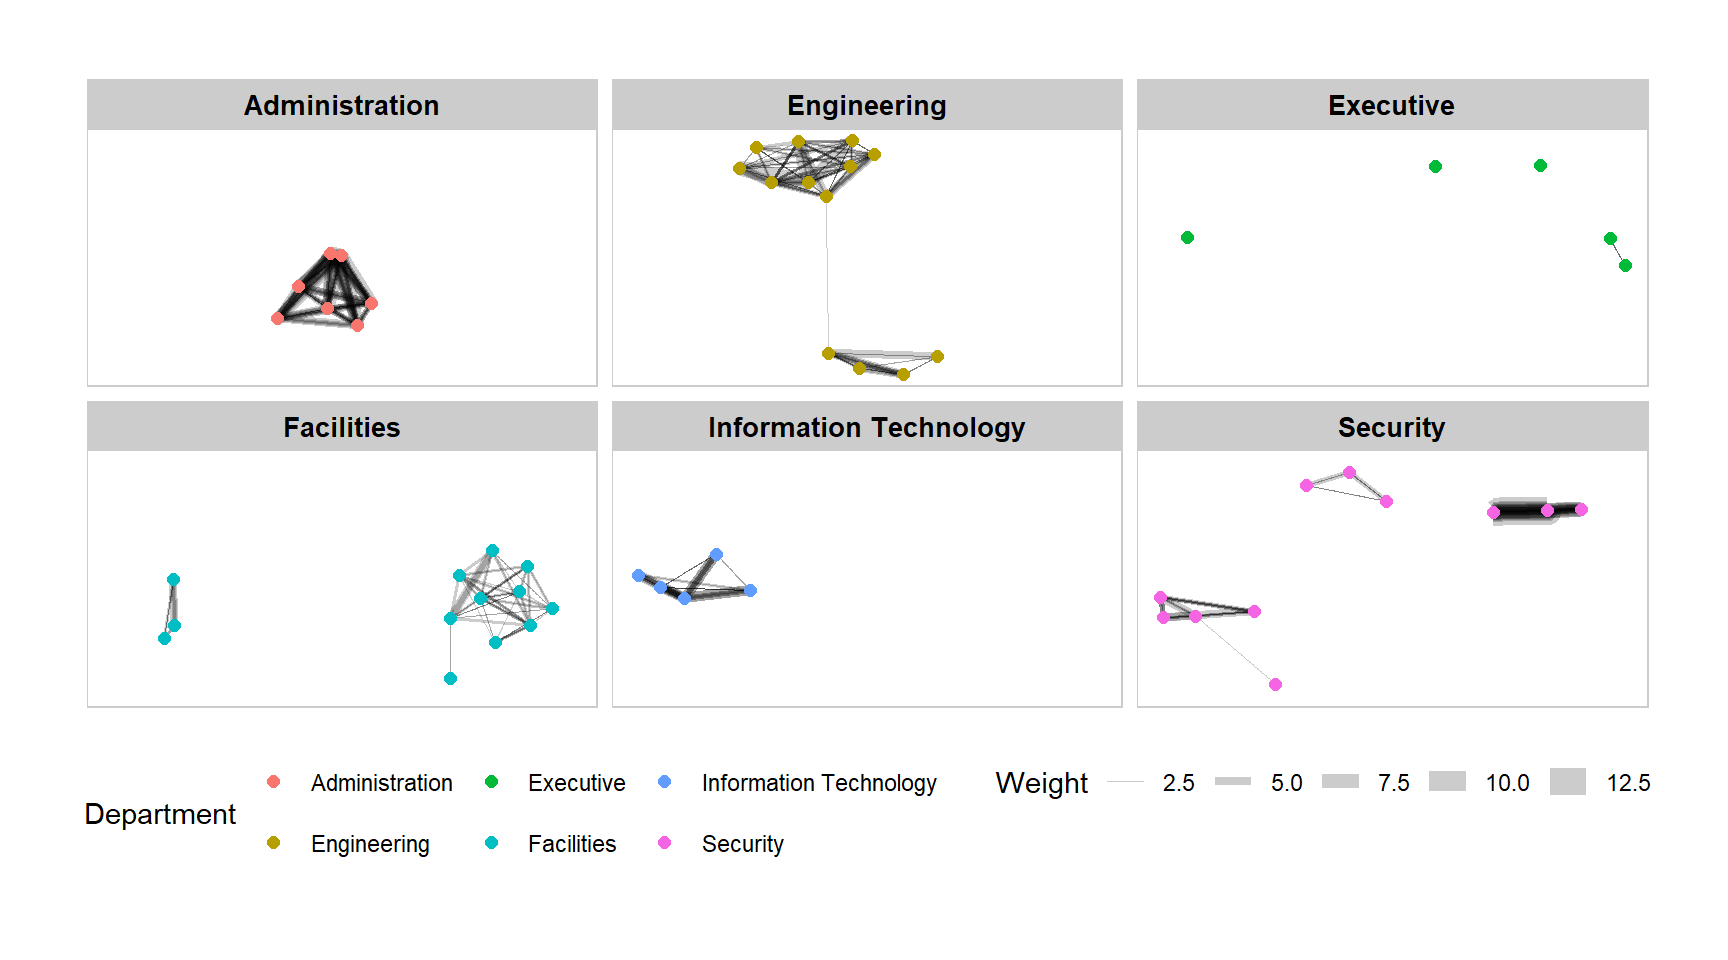 Administration
Engineering
Executive
Facilities
Information Technology
Security
Department
Administration
Executive
Information Technology
Engineering
Facilities
Security
Weight
2.5
5.0
7.5
10.0
12.5